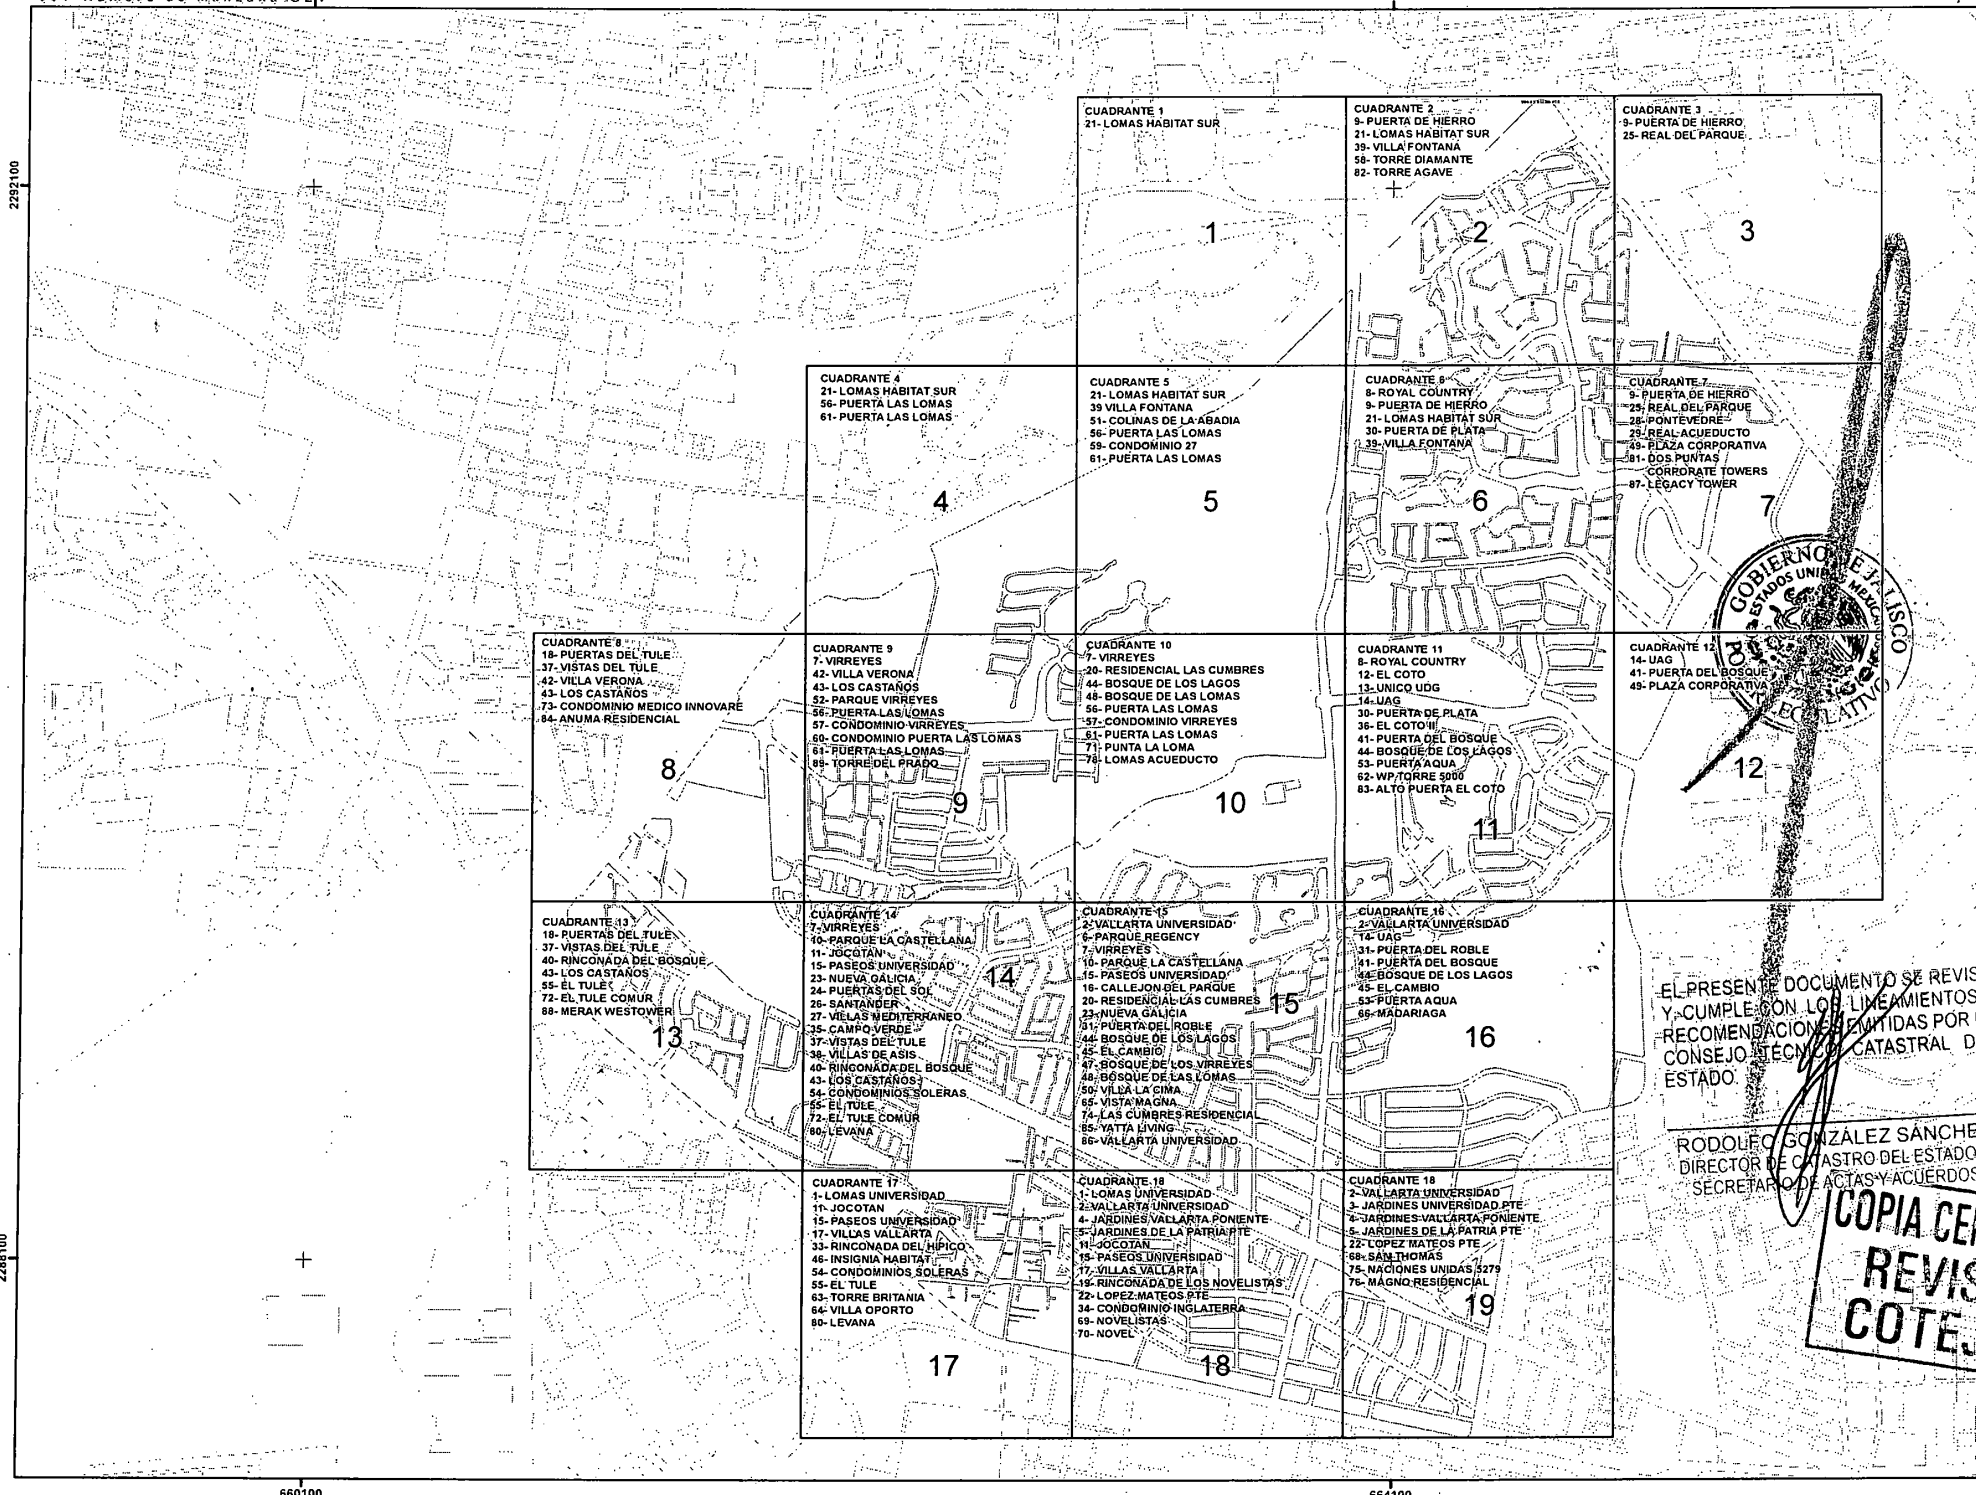 CUADRANTE 1
21- LOMAS HABITAT SUR
1
CUADRANTE 2
9- PUERTA DE HIERRO
21- LOMAS HABITAT SUR
39- VILLA FONTANA
58- TORRE DIAMANTE
82- TORRE AGAVE
2
CUADRANTE 3
9- PUERTA DE HIERRO
25- REAL DEL PARQUE
3
2292100
CUADRANTE 4
21- LOMAS HABITAT SUR
56- PUERTA LAS LOMAS
61- PUERTA LAS LOMAS
4
CUADRANTE 5
21- LOMAS HABITAT SUR
39 VILLA FONTANA
51- COLINAS DE LA ABADIA
56- PUERTA LAS LOMAS
59- CONDOMINIO 27
61- PUERTA LAS LOMAS
5
CUADRANTE 6
8- ROYAL COUNTRY
9- PUERTA DE HIERRO
21- LOMAS HABITAT SUR
30- PUERTA DE PLATA
39- VILLA FONTANA
6
CUADRANTE 7
9- PUERTA DE HIERRO
25- REAL DEL PARQUE
28- PONTEVEDRE
29- REAL ACUEDUCTO
49- PLAZA CORPORATIVA
81- DOS PUNTAS
CORPORATE TOWERS
87- LEGACY TOWER
7
GOBIERNO DE JALISCO
ESTADOS UNIDOS MEXICANOS
CUADRANTE 8
18- PUERTAS DEL TULE
37- VISTAS DEL TULE
42- VILLA VERONA
43- LOS CASTAÑOS
73- CONDOMINIO MEDICO INNOVARE
84- ANUMA RESIDENCIAL
8
CUADRANTE 9
7- VIRREYES
42- VILLA VERONA
43- LOS CASTAÑOS
52- PARQUE VIRREYES
56- PUERTA LAS LOMAS
57- CONDOMINIO VIRREYES
60- CONDOMINIO PUERTA LAS LOMAS
61- PUERTA LAS LOMAS
89- TORRE DEL PRADO
9
CUADRANTE 10
7- VIRREYES
20- RESIDENCIAL LAS CUMBRES
44- BOSQUE DE LOS LAGOS
48- BOSQUE DE LAS LOMAS
56- PUERTA LAS LOMAS
57- CONDOMINIO VIRREYES
61- PUERTA LAS LOMAS
71- PUNTA LA LOMA
78- LOMAS ACUEDUCTO
10
CUADRANTE 11
8- ROYAL COUNTRY
12- EL COTO
13- UNICO UDG
14- UAG
30- PUERTA DE PLATA
36- EL COTO II
41- PUERTA DEL BOSQUE
44- BOSQUE DE LOS LAGOS
53- PUERTA AQUA
62- WP TORRE 5000
83- ALTO PUERTA EL COTO
11
CUADRANTE 12
14- UAG
41- PUERTA DEL BOSQUE
49- PLAZA CORPORATIVA
12
CUADRANTE 13
18- PUERTAS DEL TULE
37- VISTAS DEL TULE
40- RINCONADA DEL BOSQUE
43- LOS CASTAÑOS
55- EL TULE
72- EL TULE COMUR
88- MERAK WESTOWER
13
CUADRANTE 14
7- VIRREYES
10- PARQUE LA CASTELLANA
11- JOCOTAN
15- PASEOS UNIVERSIDAD
23- NUEVA GALICIA
24- PUERTAS DEL SOL
26- SANTANDER
27- VILLAS MEDITERRANEO
35- CAMPO VERDE
37- VISTAS DEL TULE
38- VILLAS DE ASIS
40- RINCONADA DEL BOSQUE
43- LOS CASTAÑOS
54- CONDOMINIOS SOLERAS
55- EL TULE
72- EL TULE COMUR
80- LEVANA
14
CUADRANTE 15
2- VALLARTA UNIVERSIDAD
6- PARQUE REGENCY
7- VIRREYES
10- PARQUE LA CASTELLANA
15- PASEOS UNIVERSIDAD
16- CALLEJON DEL PARQUE
20- RESIDENCIAL LAS CUMBRES
23- NUEVA GALICIA
31- PUERTA DEL ROBLE
44- BOSQUE DE LOS LAGOS
45- EL CAMBIO
47- BOSQUE DE LOS VIRREYES
48- BOSQUE DE LAS LOMAS
50- VILLA LA CIMA
65- VISTA MAGNA
74- LAS CUMBRES RESIDENCIAL
85- YATTA LIVING
86- VALLARTA UNIVERSIDAD
15
CUADRANTE 16
2- VALLARTA UNIVERSIDAD
14- UAG
31- PUERTA DEL ROBLE
41- PUERTA DEL BOSQUE
44- BOSQUE DE LOS LAGOS
45- EL CAMBIO
53- PUERTA AQUA
66- MADARIAGA
16
EL PRESENTE DOCUMENTO SE REVIS
Y CUMPLE CON LOS LINEAMIENTOS
RECOMENDACIONES EMITIDAS POR
CONSEJO TÉCNICO CATASTRAL D
ESTADO.
RODOLFO GONZÁLEZ SÁNCHE
DIRECTOR DE CATASTRO DEL ESTADO
SECRETARIO DE ACTAS Y ACUERDOS
COPIA CE
REVIS
COTEJ
CUADRANTE 17
1- LOMAS UNIVERSIDAD
11- JOCOTAN
15- PASEOS UNIVERSIDAD
17- VILLAS VALLARTA
33- RINCONADA DEL HIPICO
46- INSIGNIA HABITAT
54- CONDOMINIOS SOLERAS
55- EL TULE
63- TORRE BRITANIA
64- VILLA OPORTO
80- LEVANA
17
CUADRANTE 18
1- LOMAS UNIVERSIDAD
2- VALLARTA UNIVERSIDAD
4- JARDINES VALLARTA PONIENTE
5- JARDINES DE LA PATRIA PTE
11- JOCOTAN
15- PASEOS UNIVERSIDAD
17- VILLAS VALLARTA
19- RINCONADA DE LOS NOVELISTAS
22- LOPEZ MATEOS PTE
34- CONDOMINIO INGLATERRA
69- NOVELISTAS
70- NOVEL
18
CUADRANTE 18
2- VALLARTA UNIVERSIDAD
3- JARDINES UNIVERSIDAD PTE
4- JARDINES VALLARTA PONIENTE
5- JARDINES DE LA PATRIA PTE
22- LOPEZ MATEOS PTE
68- SAN THOMAS
75- NACIONES UNIDAS 5279
76- MAGNO RESIDENCIAL
19
2288100
660100
664100